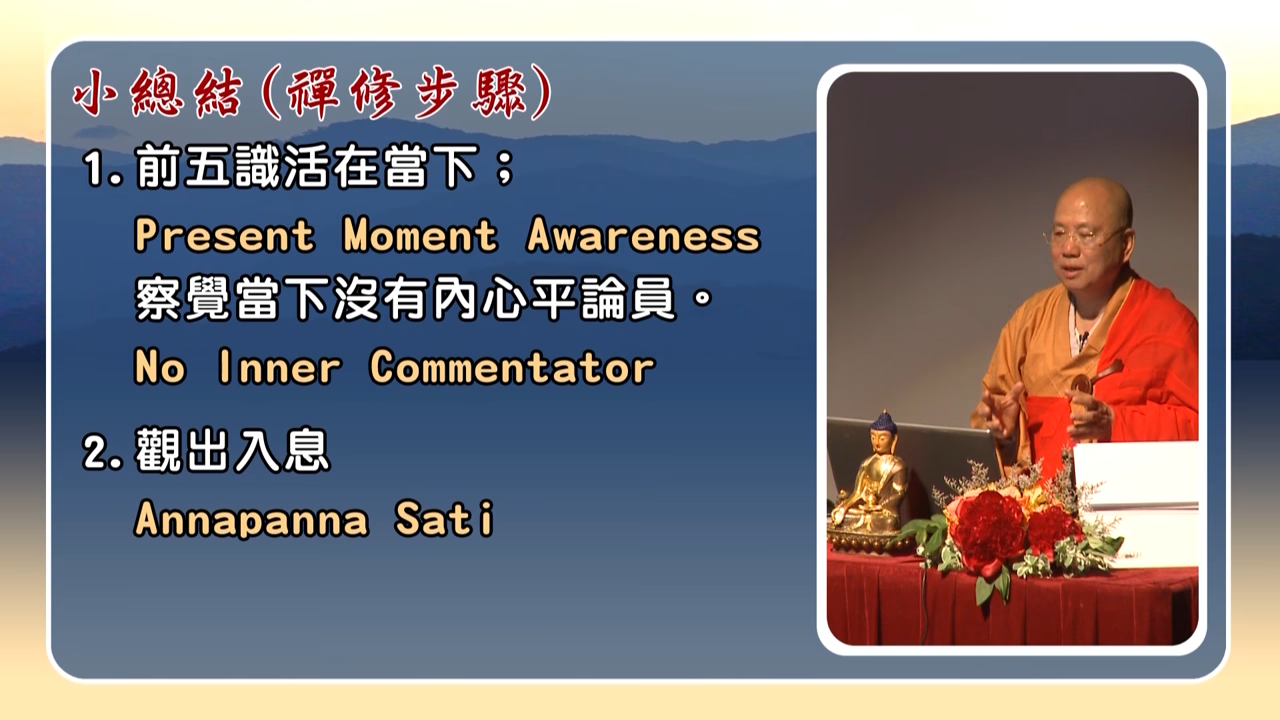 小總結(禪修步驟)
1.前五識活在當下；
Present Moment Awareness
察覺當下沒有內心平論員。
No Inner Commentator
2.觀出入息
Annapanna Sati